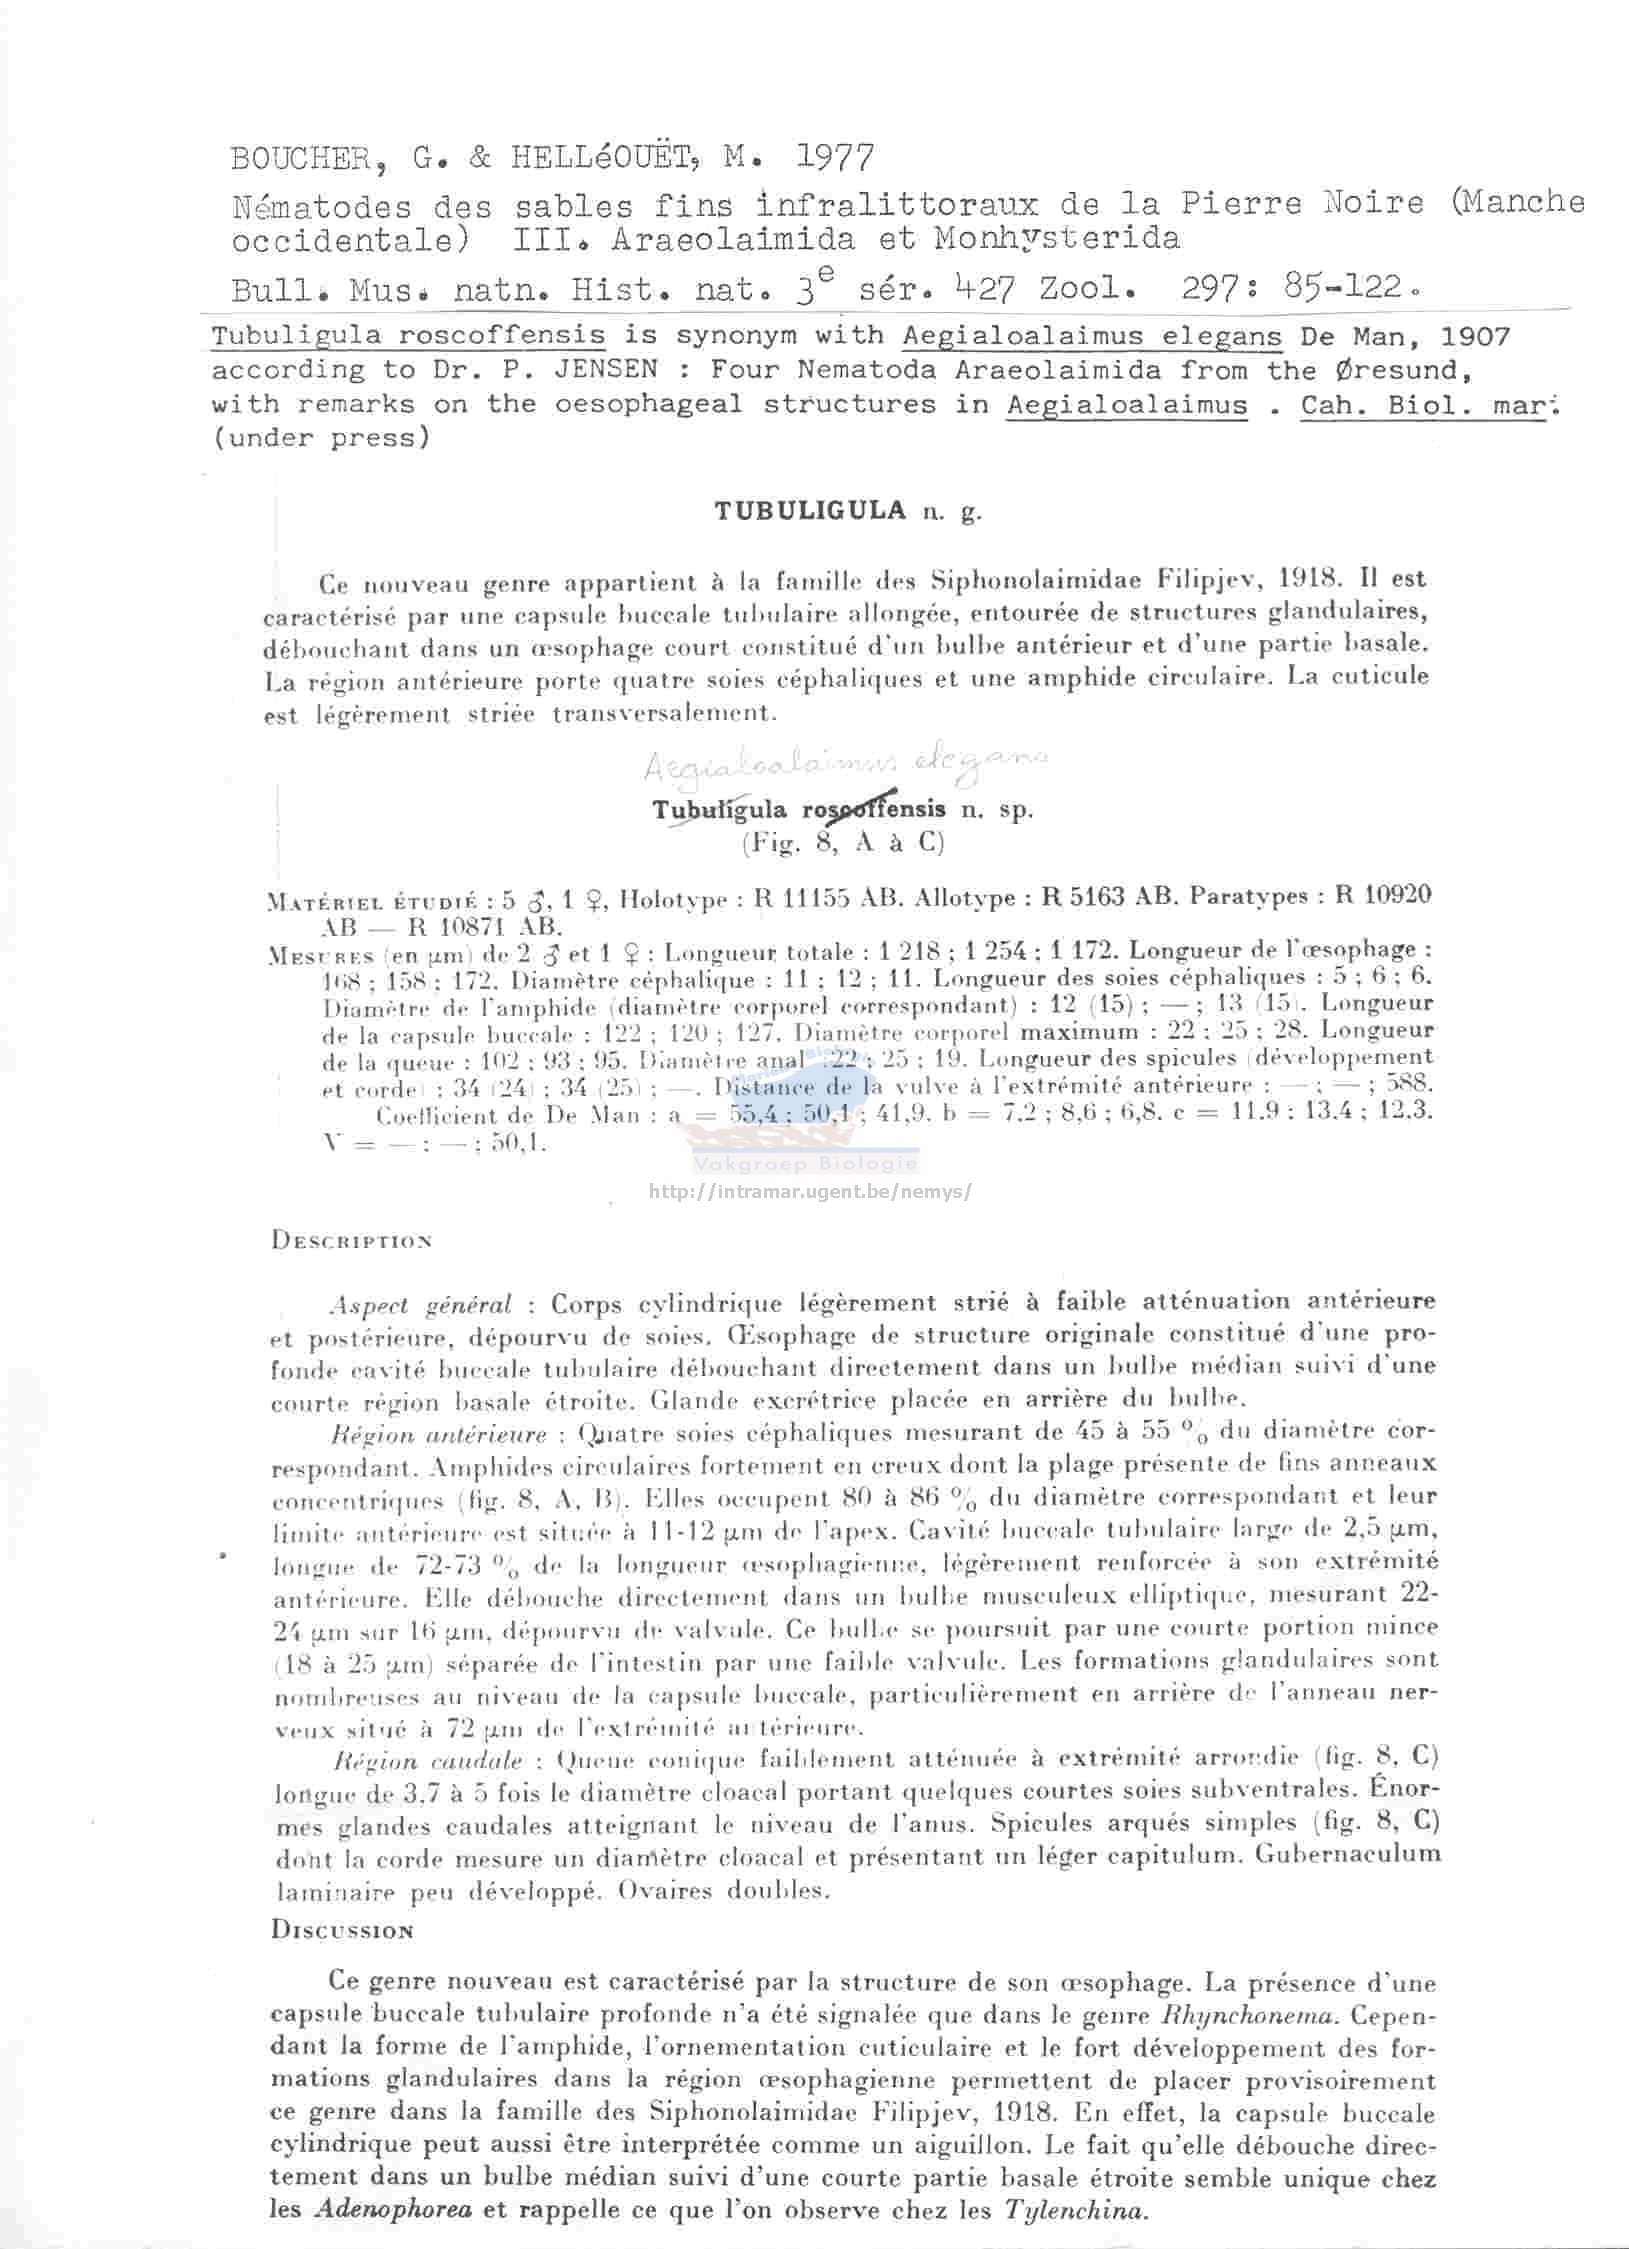 BOUCHER, G. & HELLéOUËT, M. 1977
Nématodes des sables fins infralittoraux de la Pierre Noire (Manche
occidentale) III. Araeolaimida et Monhysterida
Bull. Mus. natn. Hist. nat. 3e sér. 427 Zool. 297: 85-122.
Tubuligula roscoffensis is synonym with Aegialoalaimus elegans De Man, 1907
according to Dr. P. JENSEN : Four Nematoda Araeolaimida from the Øresund,
with remarks on the oesophageal structures in Aegialoalaimus . Cah. Biol. mar.
(under press)
TUBULIGULA n. g.
Ce nouveau genre appartient à la famille des Siphonolaimidae Filipjev, 1918. Il est
caractérisé par une capsule buccale tubulaire allongée, entourée de structures glandulaires,
débouchant dans un œsophage court constitué d'un bulbe antérieur et d'une partie basale.
La région antérieure porte quatre soies céphaliques et une amphide circulaire. La cuticule
est légèrement striée transversalement.
Aegialoalaimus elegans
Tubuligula roscoffensis n. sp.
(Fig. 8, A à C)
MATÉRIEL ÉTUDIÉ : 5 ♂, 1 ♀, Holotype : R 11155 AB. Allotype : R 5163 AB. Paratypes : R 10920
AB — R 10871 AB.
MESURES (en µm) de 2 ♂ et 1 ♀ : Longueur totale : 1 218 ; 1 254 ; 1 172. Longueur de l'œsophage :
168 ; 158 ; 172. Diamètre céphalique : 11 ; 12 ; 11. Longueur des soies céphaliques : 5 ; 6 ; 6.
Diamètre de l'amphide (diamètre corporel correspondant) : 12 (15) ; — ; 13 (15). Longueur
de la capsule buccale : 122 ; 120 ; 127. Diamètre corporel maximum : 22 ; 25 ; 28. Longueur
de la queue : 102 ; 93 ; 95. Diamètre anal : 22 ; 25 ; 19. Longueur des spicules (développement
et corde) : 34 (24) ; 34 (25) ; —. Distance de la vulve à l'extrémité antérieure : — ; — ; 588.
Coefficient de De Man : a = 55,4 ; 50,1 ; 41,9. b = 7.2 ; 8,6 ; 6,8. c = 11.9 ; 13.4 ; 12.3.
V = — ; — ; 50,1.
Vakgroep Biologie
http://intramar.ugent.be/nemys/
DESCRIPTION
Aspect général : Corps cylindrique légèrement strié à faible atténuation antérieure
et postérieure, dépourvu de soies. Œsophage de structure originale constitué d'une pro-
fonde cavité buccale tubulaire débouchant directement dans un bulbe médian suivi d'une
courte région basale étroite. Glande excrétrice placée en arrière du bulbe.
Région antérieure : Quatre soies céphaliques mesurant de 45 à 55 % du diamètre cor-
respondant. Amphides circulaires fortement en creux dont la plage présente de fins anneaux
concentriques (fig. 8, A, B). Elles occupent 80 à 86 % du diamètre correspondant et leur
limite antérieure est située à 11-12 µm de l'apex. Cavité buccale tubulaire large de 2,5 µm,
longue de 72-73 % de la longueur œsophagienne, légèrement renforcée à son extrémité
antérieure. Elle débouche directement dans un bulbe musculeux elliptique, mesurant 22-
24 µm sur 16 µm, dépourvu de valvule. Ce bulbe se poursuit par une courte portion mince
(18 à 25 µm) séparée de l'intestin par une faible valvule. Les formations glandulaires sont
nombreuses au niveau de la capsule buccale, particulièrement en arrière de l'anneau ner-
veux situé à 72 µm de l'extrémité antérieure.
Région caudale : Queue conique faiblement atténuée à extrémité arrondie (fig. 8, C)
longue de 3,7 à 5 fois le diamètre cloacal portant quelques courtes soies subventrales. Énor-
mes glandes caudales atteignant le niveau de l'anus. Spicules arqués simples (fig. 8, C)
dont la corde mesure un diamètre cloacal et présentant un léger capitulum. Gubernaculum
laminaire peu développé. Ovaires doubles.
DISCUSSION
Ce genre nouveau est caractérisé par la structure de son œsophage. La présence d'une
capsule buccale tubulaire profonde n'a été signalée que dans le genre Rhynchonema. Cepen-
dant la forme de l'amphide, l'ornementation cuticulaire et le fort développement des for-
mations glandulaires dans la région œsophagienne permettent de placer provisoirement
ce genre dans la famille des Siphonolaimidae Filipjev, 1918. En effet, la capsule buccale
cylindrique peut aussi être interprétée comme un aiguillon. Le fait qu'elle débouche direc-
tement dans un bulbe médian suivi d'une courte partie basale étroite semble unique chez
les Adenophorea et rappelle ce que l'on observe chez les Tylenchina.